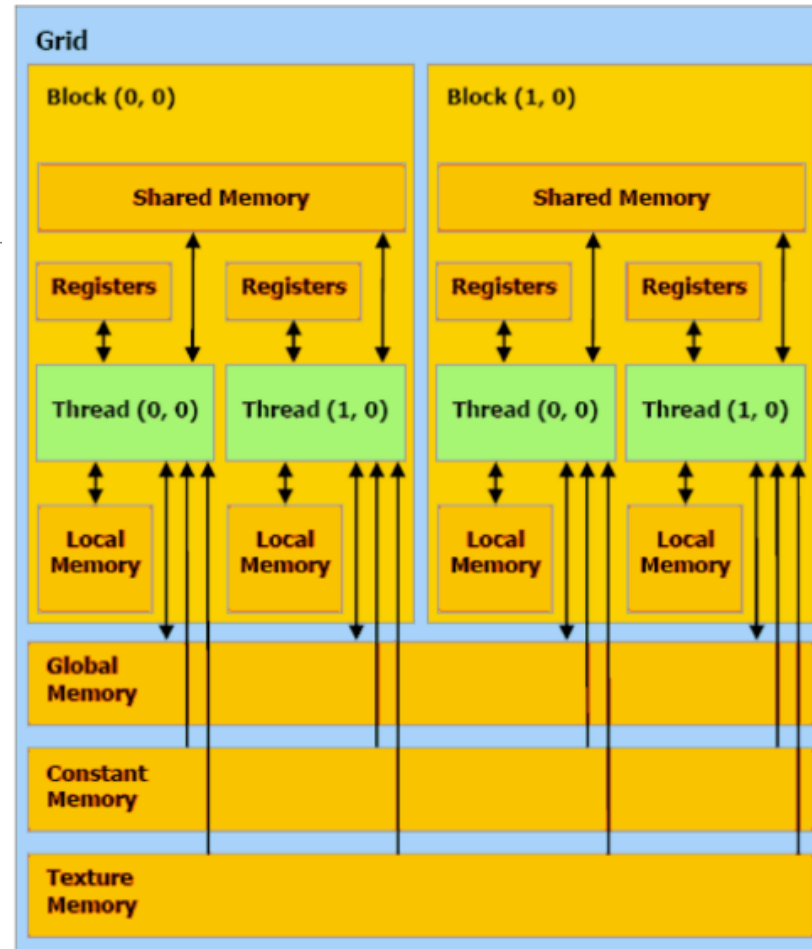 Grid
Block (0, 0)
Block (1, 0)
Shared Memory
Shared Memory
Registers
Registers
Registers
Registers
Thread (0, 0)
Thread (1, 0)
Thread (0, 0)
Thread (1, 0)
Local
Memory
Local
Memory
Local
Memory
Local
Memory
Global
Memory
Constant
Memory
Texture
Memory